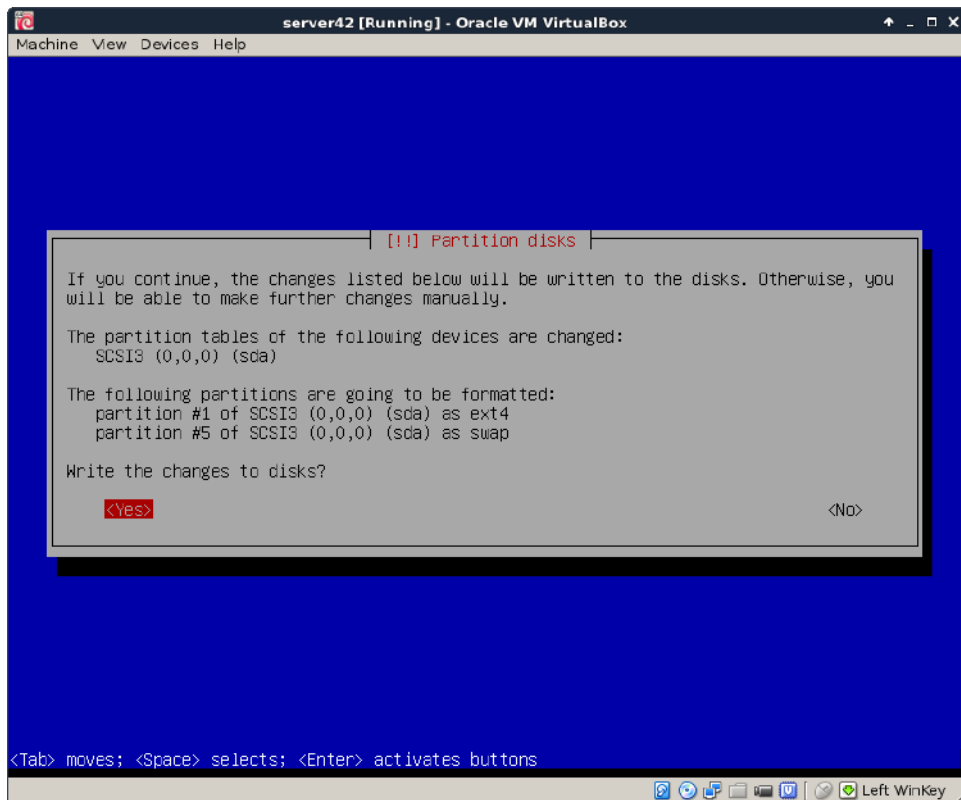 server42 [Running] - Oracle VM VirtualBox
Machine View Devices Help
[!!] Partition disks
If you continue, the changes listed below will be written to the disks. Otherwise, you
will be able to make further changes manually.
The partition tables of the following devices are changed:
SCSI3 (0,0,0) (sda)
The following partitions are going to be formatted:
partition #1 of SCSI3 (0,0,0) (sda) as ext4
partition #5 of SCSI3 (0,0,0) (sda) as swap
Write the changes to disks?
<Yes> <No>
<Tab> moves; <Space> selects; <Enter> activates buttons
Left WinKey